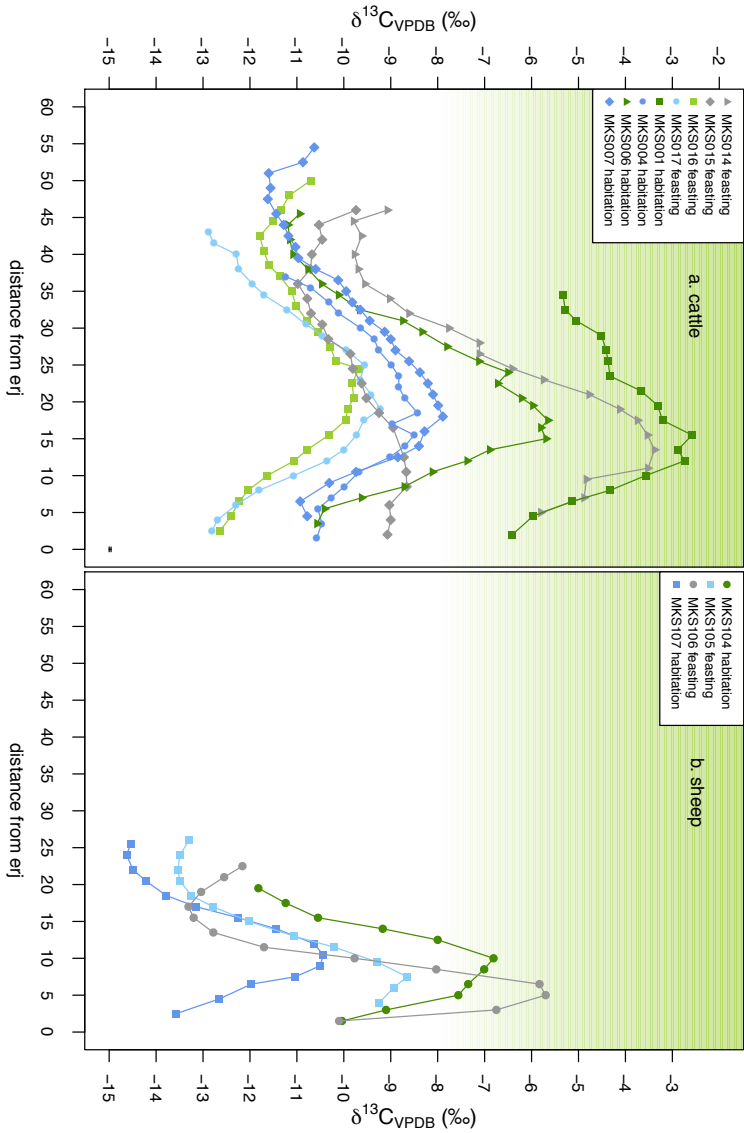 δ13CVPDB (‰)
−15 −14 −13 −12 −11 −10 −9 −8 −7 −6 −5 −4 −3 −2
60 55 50 45 40 35 30 25 20 15 10 5 0
distance from erj
a. cattle
MKS014 feasting
MKS015 feasting
MKS016 feasting
MKS017 feasting
MKS001 habitation
MKS004 habitation
MKS006 habitation
MKS007 habitation
60 55 50 45 40 35 30 25 20 15 10 5 0
distance from erj
b. sheep
MKS104 habitation
MKS105 feasting
MKS106 feasting
MKS107 habitation
−15 −14 −13 −12 −11 −10 −9 −8 −7 −6 −5 −4 −3
δ13CVPDB (‰)